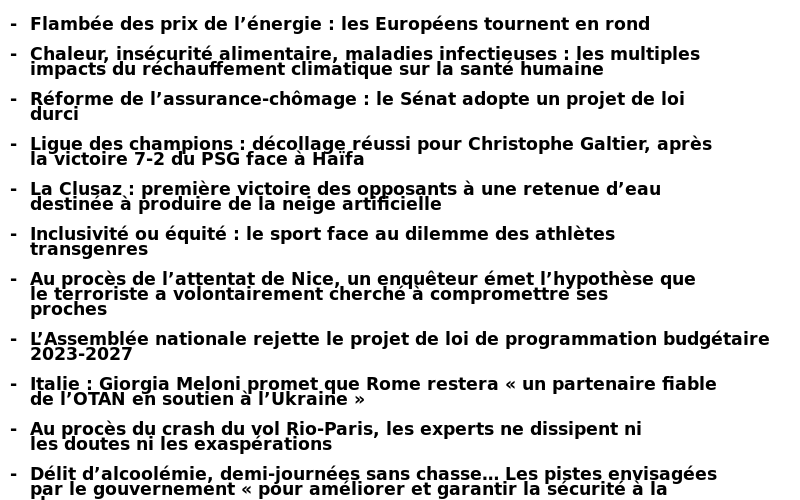 - Flambée des prix de l’énergie : les Européens tournent en rond
- Chaleur, insécurité alimentaire, maladies infectieuses : les multiples
impacts du réchauffement climatique sur la santé humaine
- Réforme de l’assurance-chômage : le Sénat adopte un projet de loi
durci
- Ligue des champions : décollage réussi pour Christophe Galtier, après
la victoire 7-2 du PSG face à Haïfa
- La Clusaz : première victoire des opposants à une retenue d’eau
destinée à produire de la neige artificielle
- Inclusivité ou équité : le sport face au dilemme des athlètes
transgenres
- Au procès de l’attentat de Nice, un enquêteur émet l’hypothèse que
le terroriste a volontairement cherché à compromettre ses
proches
- L’Assemblée nationale rejette le projet de loi de programmation budgétaire
2023-2027
- Italie : Giorgia Meloni promet que Rome restera « un partenaire fiable
de l’OTAN en soutien à l’Ukraine »
- Au procès du crash du vol Rio-Paris, les experts ne dissipent ni
les doutes ni les exaspérations
- Délit d’alcoolémie, demi-journées sans chasse… Les pistes envisagées
par le gouvernement « pour améliorer et garantir la sécurité à la